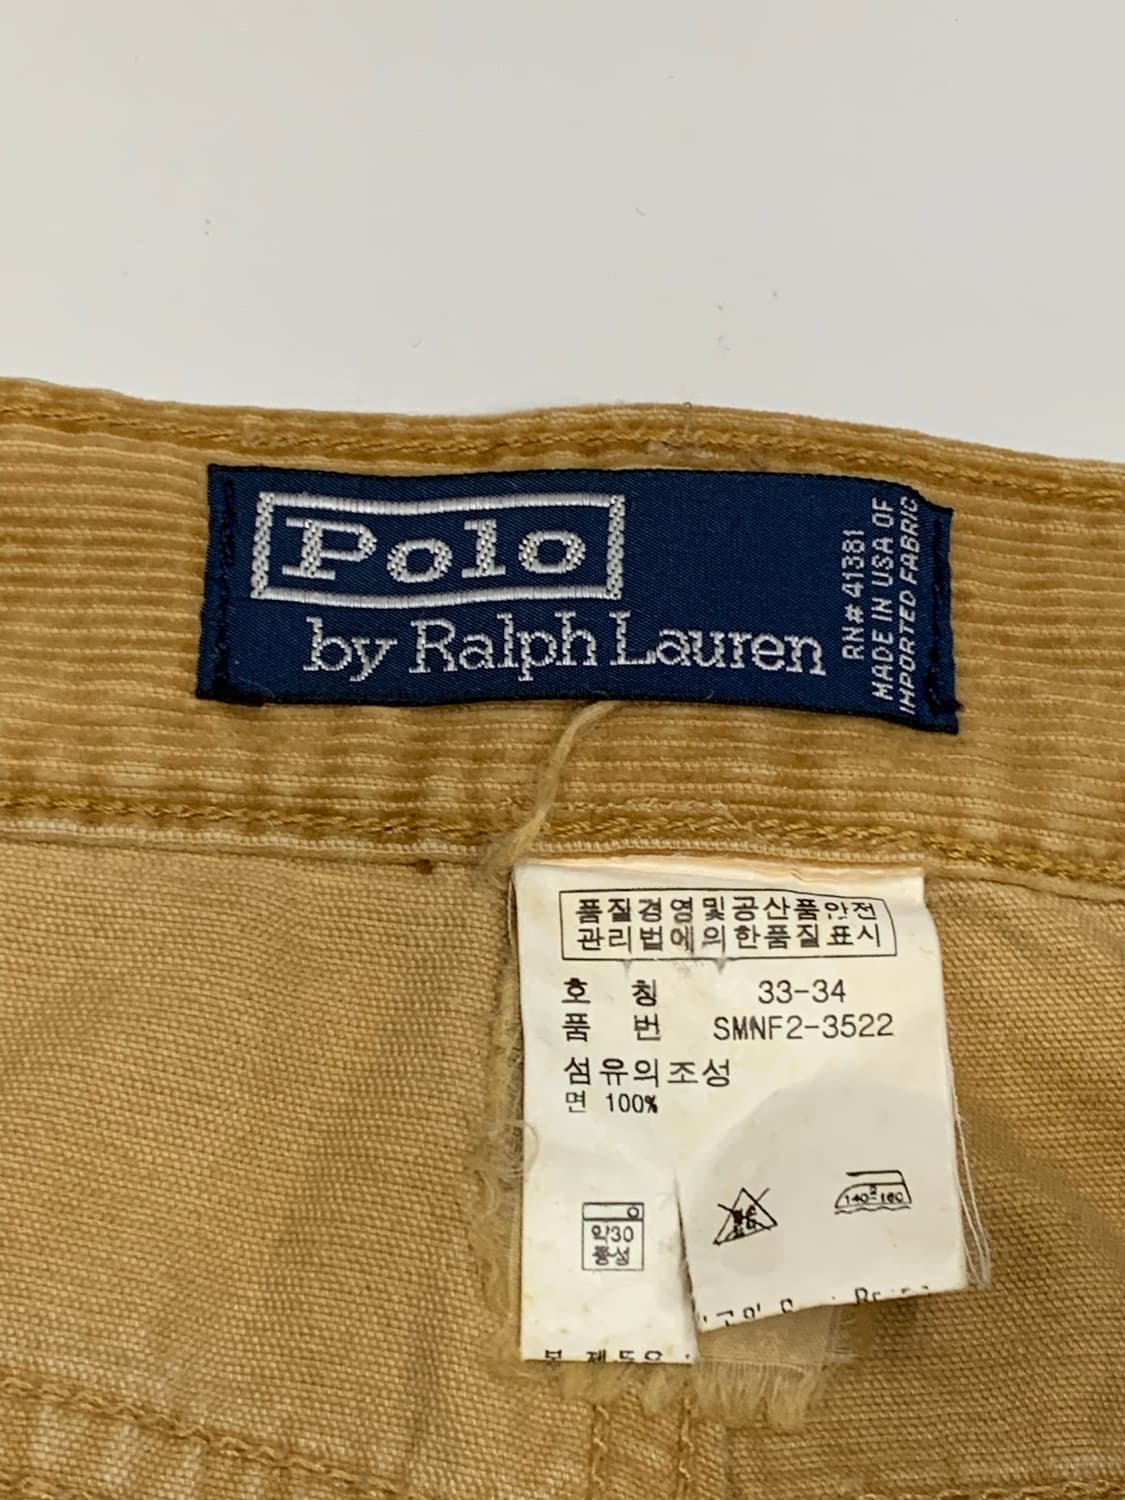 Polo
by Ralph Lauren
RN# 41381
MADE IN USA OF
IMPORTED FABRIC
품질경영및공산품안전
관리법에의한품질표시
호 칭 33-34
품 번 SMNF2-3522
섬유의조성
면 100%
약30
중성
140~160